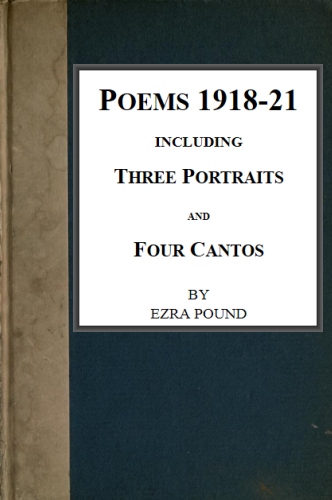 POEMS 1918-21
INCLUDING
THREE PORTRAITS
AND
FOUR CANTOS
BY
EZRA POUND